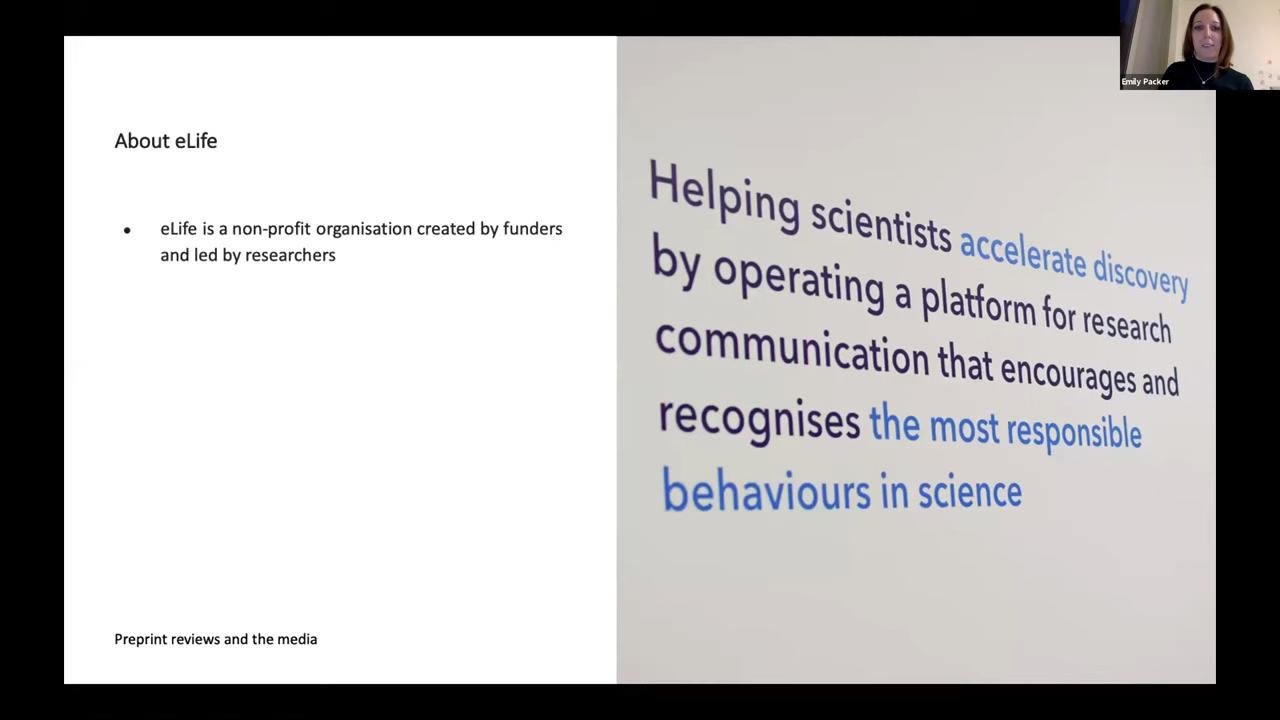 Emily Packer
About eLife
● eLife is a non-profit organisation created by funders
and led by researchers
Helping scientists accelerate discovery
by operating a platform for research
communication that encourages and
recognises the most responsible
behaviours in science
Preprint reviews and the media